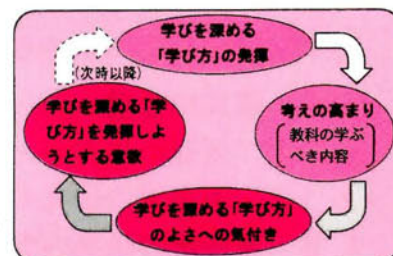 学びを深める
「学び方」の発揮
(次時以降)
考えの高まり
教科の学ぶ
べき内容
学びを深める「学
び方」を発揮しよ
うとする意欲
学びを深める「学び方」
のよさへの気付き